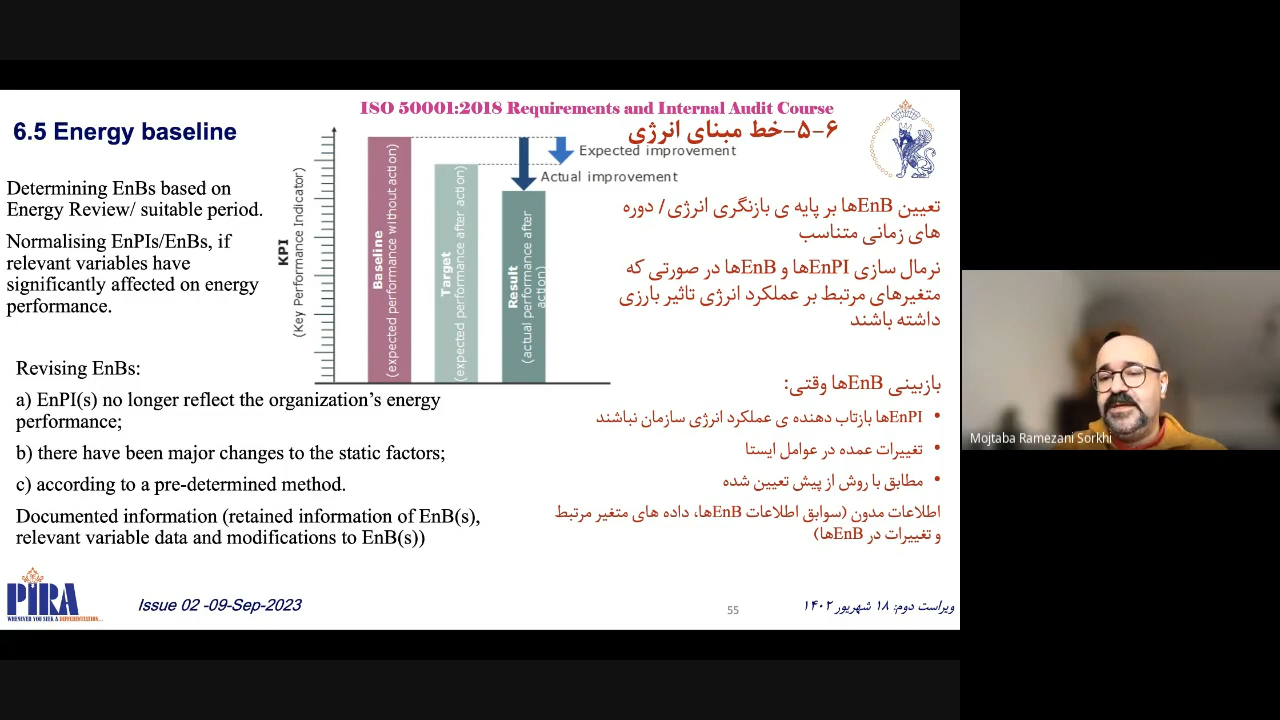 ISO 50001:2018 Requirements and Internal Audit Course
6.5 Energy baseline
۶-۵-خط مبنای انرژی
Determining EnBs based on
Energy Review/ suitable period.
Normalising EnPIs/EnBs, if
relevant variables have
significantly affected on energy
performance.
KPI
(Key Performance Indicator)
Baseline
(expected performance without action)
Target
(expected performance after action)
Result
(actual performance after
action)
Expected improvement
Actual improvement
تعیین EnBها بر پایه ی بازنگری انرژی/ دوره
های زمانی متناسب
نرمال سازی EnPIها و EnBها در صورتی که
متغیرهای مرتبط بر عملکرد انرژی تاثیر بارزی
داشته باشند
Revising EnBs:
a) EnPI(s) no longer reflect the organization’s energy
performance;
b) there have been major changes to the static factors;
c) according to a pre-determined method.
Documented information (retained information of EnB(s),
relevant variable data and modifications to EnB(s))
بازبینی EnBها وقتی:
• EnPIها بازتاب دهنده ی عملکرد انرژی سازمان نباشند
• تغییرات عمده در عوامل ایستا
• مطابق با روش از پیش تعیین شده
اطلاعات مدون (سوابق اطلاعات EnBها، داده های متغیر مرتبط
و تغییرات در EnBها)
Mojtaba Ramezani Sorkhi
PIRA
WHENEVER YOU SEEK A DIFFERENTIATION...
Issue 02 -09-Sep-2023
55
ویراست دوم: ۱۸ شهریور ۱۴۰۲